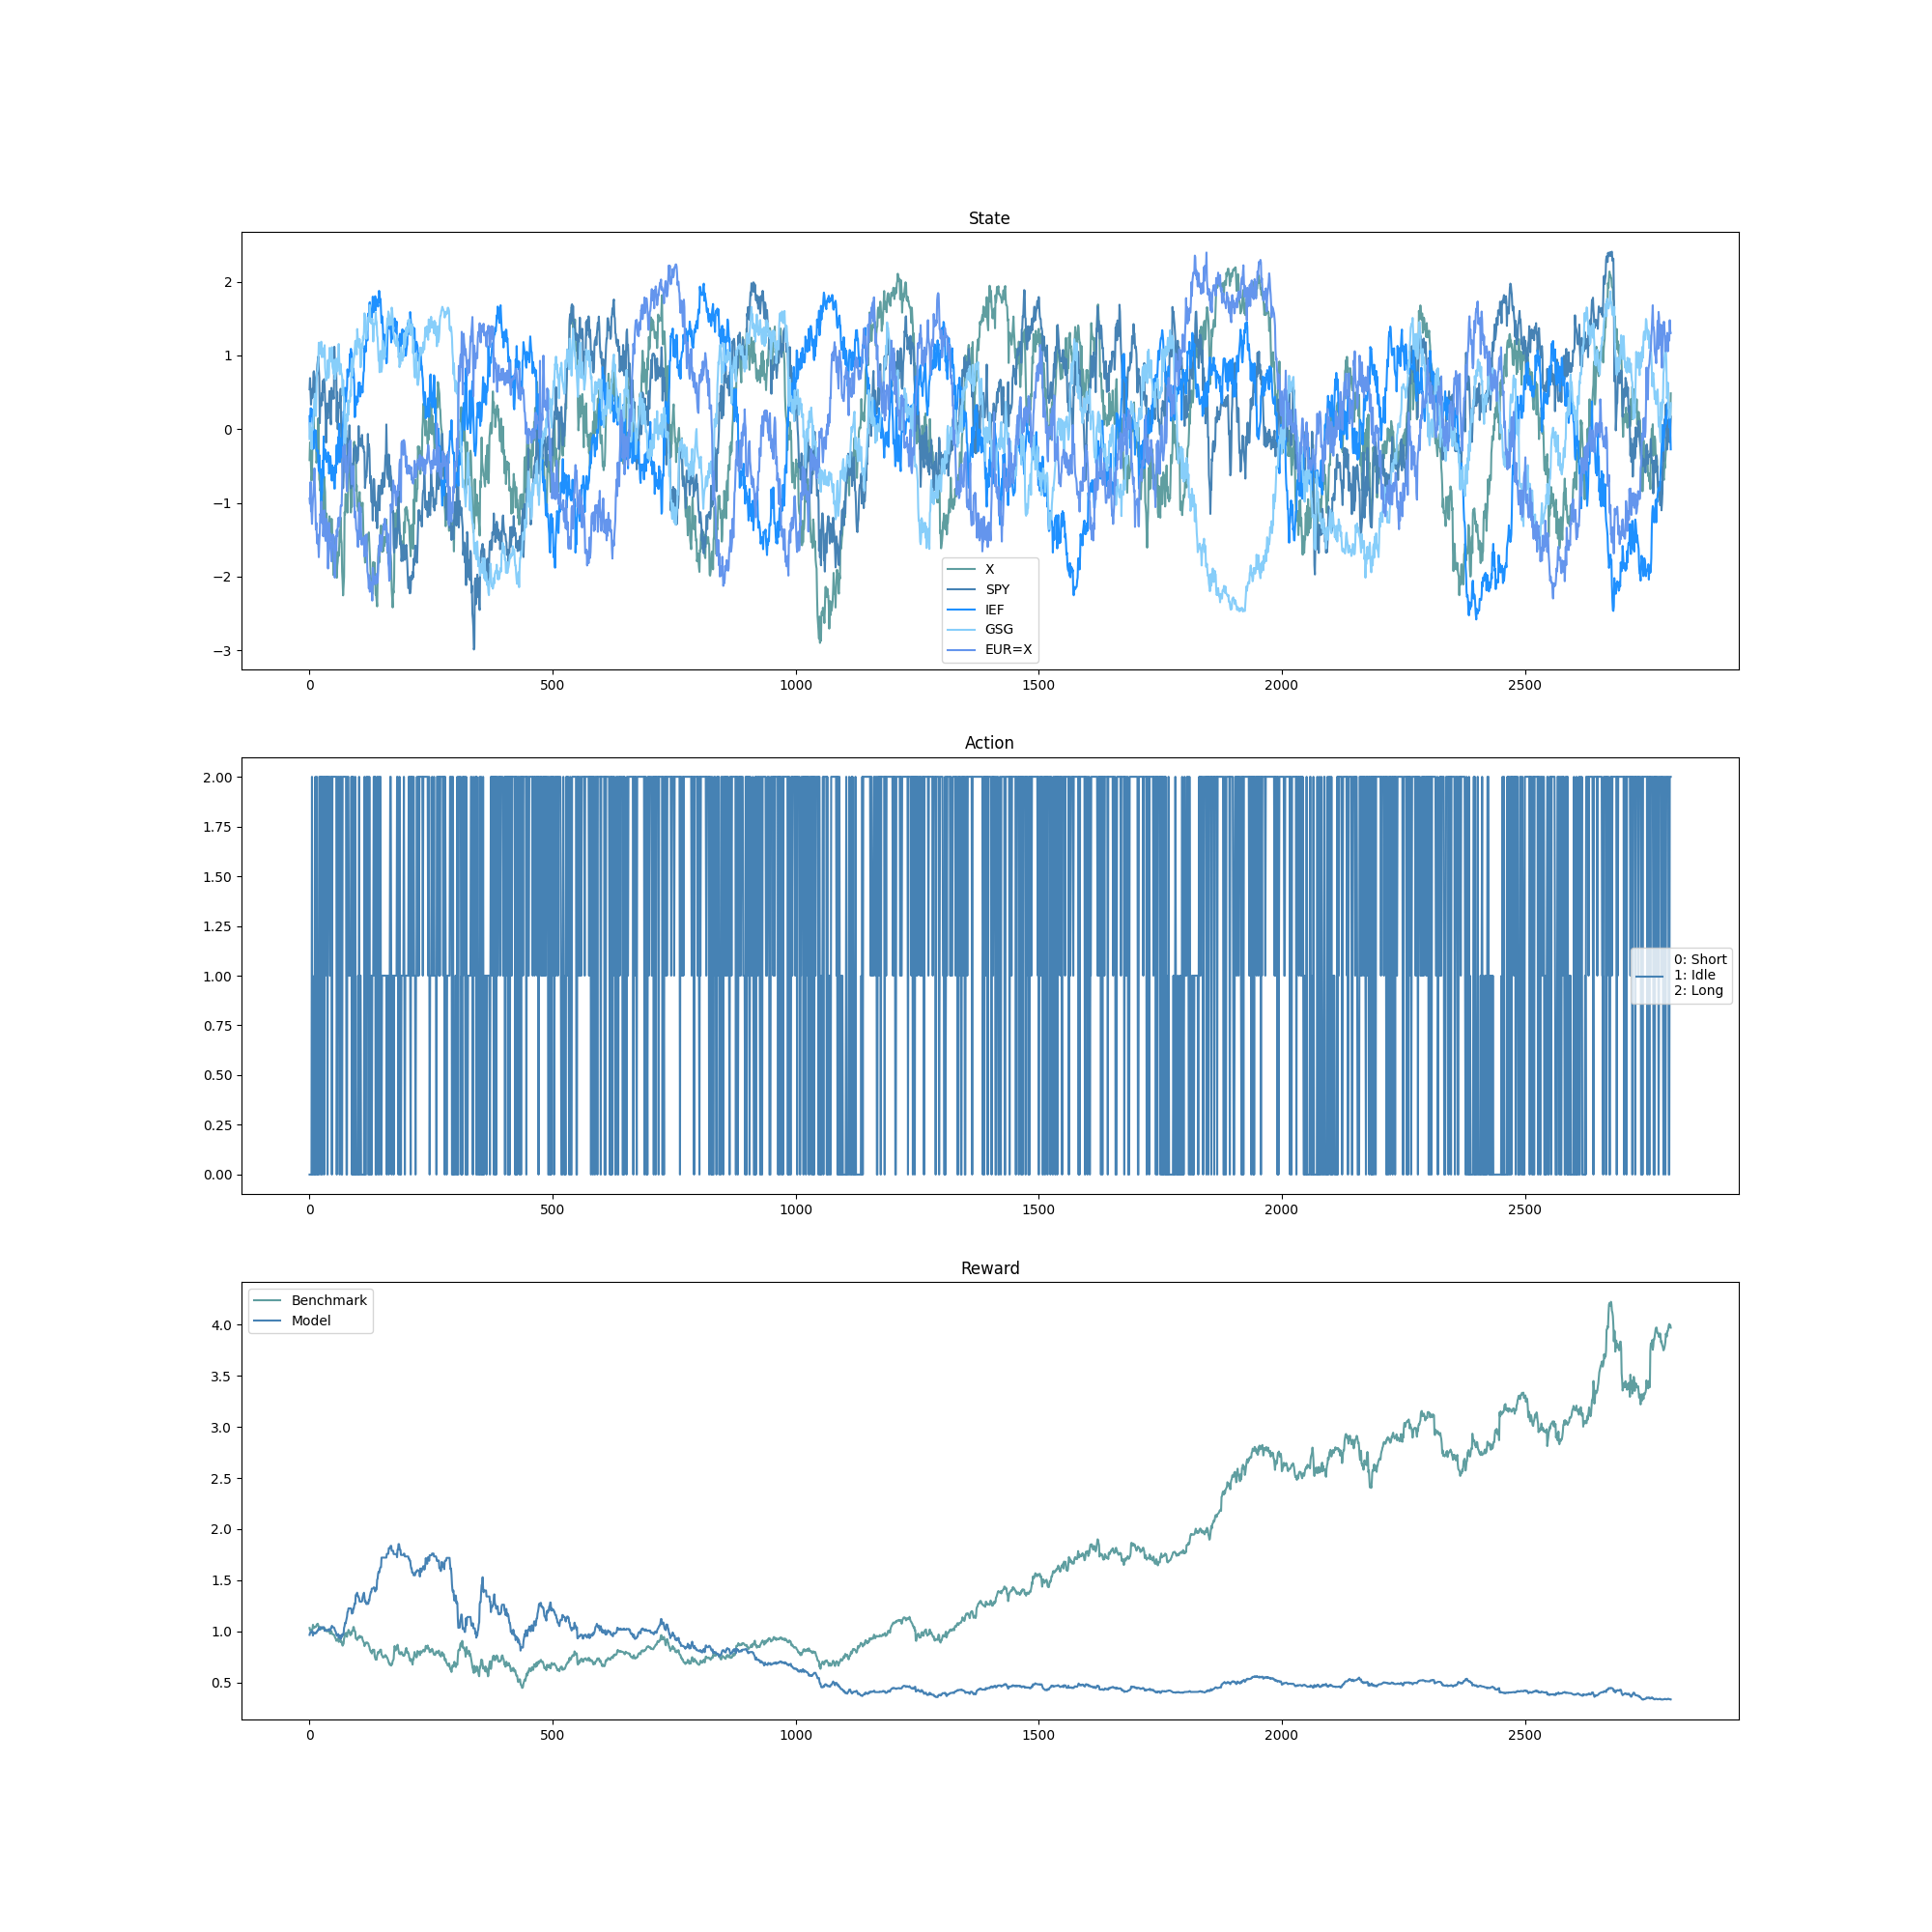 State
2
1
0
−1
−2
−3
X
SPY
IEF
GSG
EUR=X
0 500 1000 1500 2000 2500
Action
2.00
1.75
1.50
1.25
1.00
0.75
0.50
0.25
0.00
0: Short
1: Idle
2: Long
0 500 1000 1500 2000 2500
Reward
Benchmark
Model
4.0
3.5
3.0
2.5
2.0
1.5
1.0
0.5
0 500 1000 1500 2000 2500